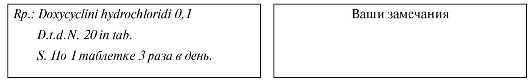 Rp.: Doxycyclini hydrochloridi 0,1
D.t.d.N. 20 in tab.
S. По 1 таблетке 3 раза в день.
Ваши замечания